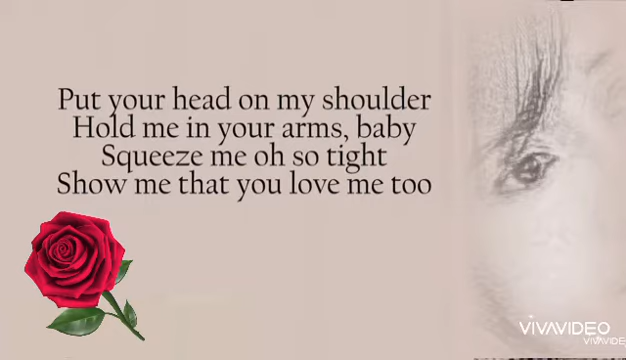 Put your head on my shoulder
Hold me in your arms, baby
Squeeze me oh so tight
Show me that you love me too
VIVAVIDEO
VIVAVIDE